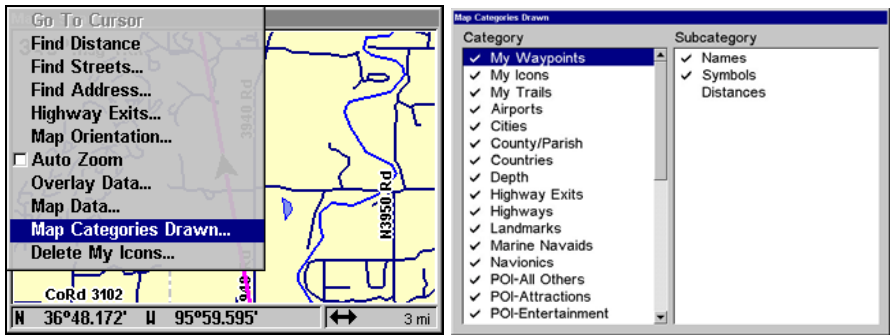 Go To Cursor
Find Distance
Find Streets...
Find Address...
Highway Exits...
Map Orientation...
Auto Zoom
Overlay Data...
Map Data...
Map Categories Drawn...
Delete My Icons...
3940 Rd
N3950 Rd
CoRd 3102
N 36°48.172' W 95°59.595' 3 mi
Map Categories Drawn
Category
My Waypoints
My Icons
My Trails
Airports
Cities
County/Parish
Countries
Depth
Highway Exits
Highways
Landmarks
Marine Navaids
Navionics
POI-All Others
POI-Attractions
POI-Entertainment
Subcategory
Names
Symbols
Distances